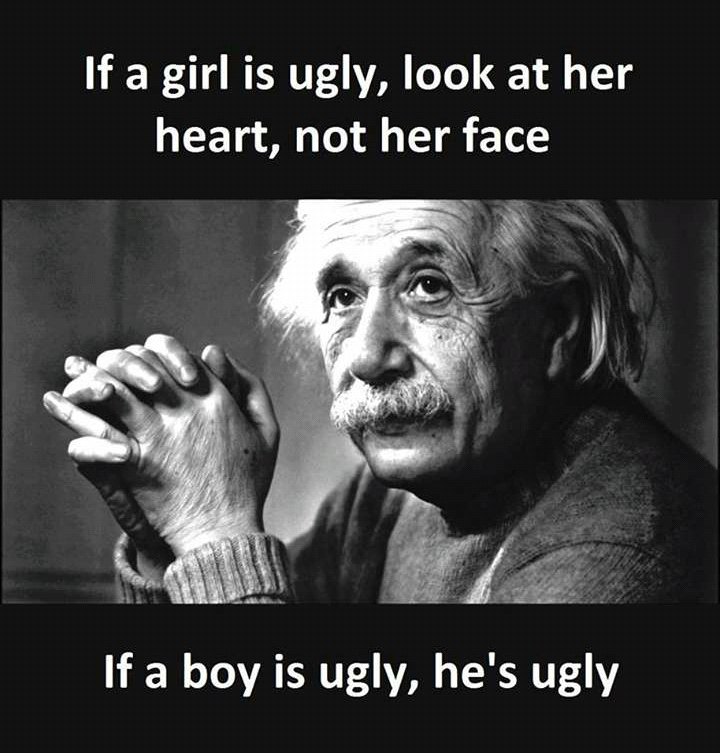 If a girl is ugly, look at her
heart, not her face
If a boy is ugly, he's ugly